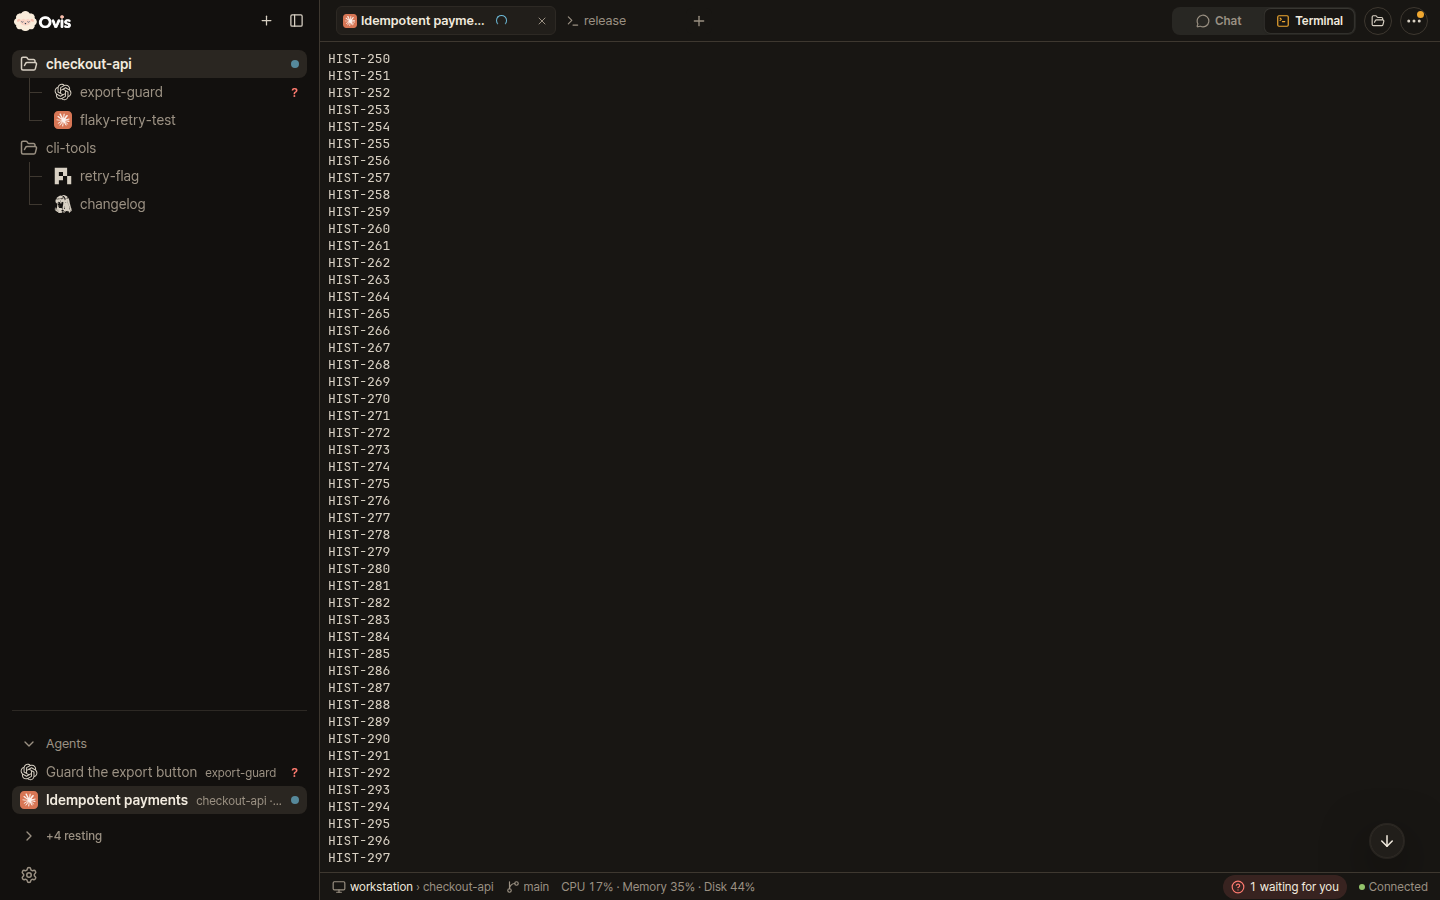 Ovis
checkout-api
export-guard ?
flaky-retry-test
cli-tools
retry-flag
changelog
Agents
Guard the export button export-guard ?
Idempotent payments checkout-api ·...
+4 resting
Idempotent payme...
release
Chat
Terminal
HIST-250
HIST-251
HIST-252
HIST-253
HIST-254
HIST-255
HIST-256
HIST-257
HIST-258
HIST-259
HIST-260
HIST-261
HIST-262
HIST-263
HIST-264
HIST-265
HIST-266
HIST-267
HIST-268
HIST-269
HIST-270
HIST-271
HIST-272
HIST-273
HIST-274
HIST-275
HIST-276
HIST-277
HIST-278
HIST-279
HIST-280
HIST-281
HIST-282
HIST-283
HIST-284
HIST-285
HIST-286
HIST-287
HIST-288
HIST-289
HIST-290
HIST-291
HIST-292
HIST-293
HIST-294
HIST-295
HIST-296
HIST-297
workstation › checkout-api main CPU 17% · Memory 35% · Disk 44%
1 waiting for you
Connected